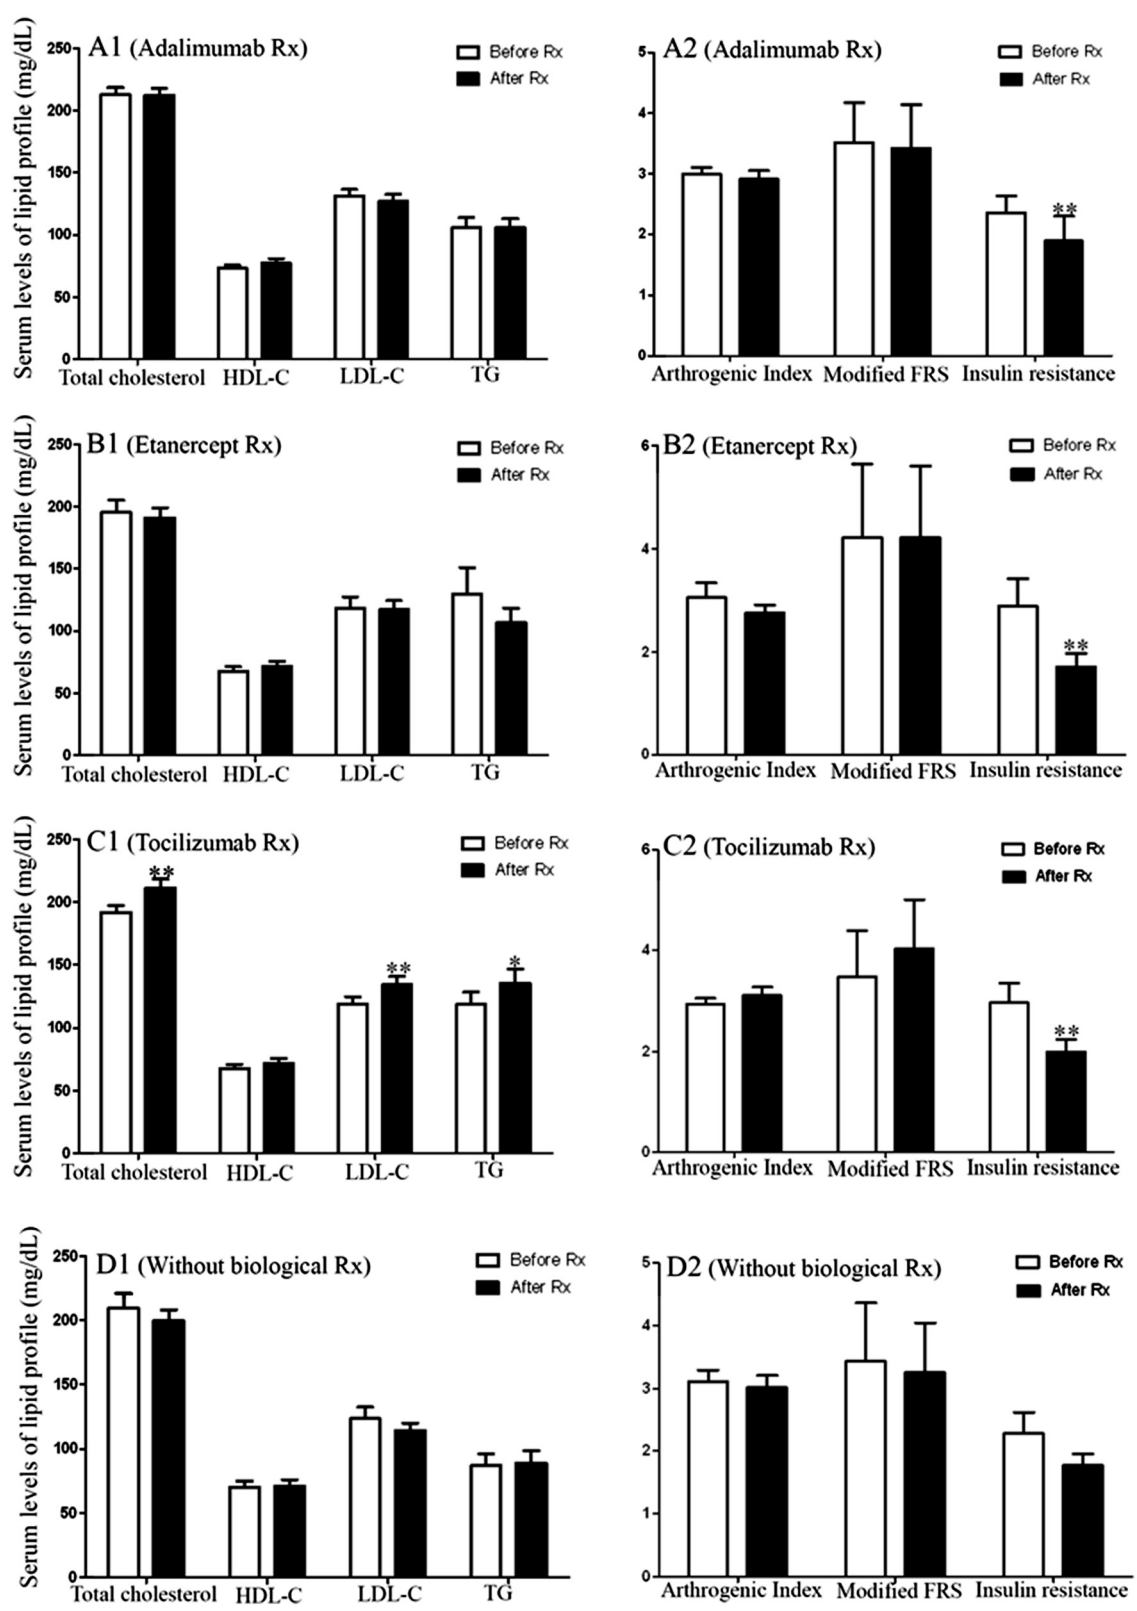 A1 (Adalimumab Rx)
Before Rx
After Rx
Serum levels of lipid profile (mg/dL)
250
200
150
100
50
0
Total cholesterol HDL-C LDL-C TG
A2 (Adalimumab Rx)
Before Rx
After Rx
5
4
3
2
1
0
**
Arthrogenic Index Modified FRS Insulin resistance
B1 (Etanercept Rx)
Before Rx
After Rx
Serum levels of lipid profile (mg/dL)
250
200
150
100
50
0
Total cholesterol HDL-C LDL-C TG
B2 (Etanercept Rx)
Before Rx
After Rx
6
4
2
0
**
Arthrogenic Index Modified FRS Insulin resistance
C1 (Tocilizumab Rx)
Before Rx
After Rx
Serum levels of lipid profile (mg/dL)
250
200
150
100
50
0
**
**
*
Total cholesterol HDL-C LDL-C TG
C2 (Tocilizumab Rx)
Before Rx
After Rx
6
4
2
0
**
Arthrogenic Index Modified FRS Insulin resistance
D1 (Without biological Rx)
Before Rx
After Rx
Serum levels of lipid profile (mg/dL)
250
200
150
100
50
0
Total cholesterol HDL-C LDL-C TG
D2 (Without biological Rx)
Before Rx
After Rx
5
4
3
2
1
0
Arthrogenic Index Modified FRS Insulin resistance